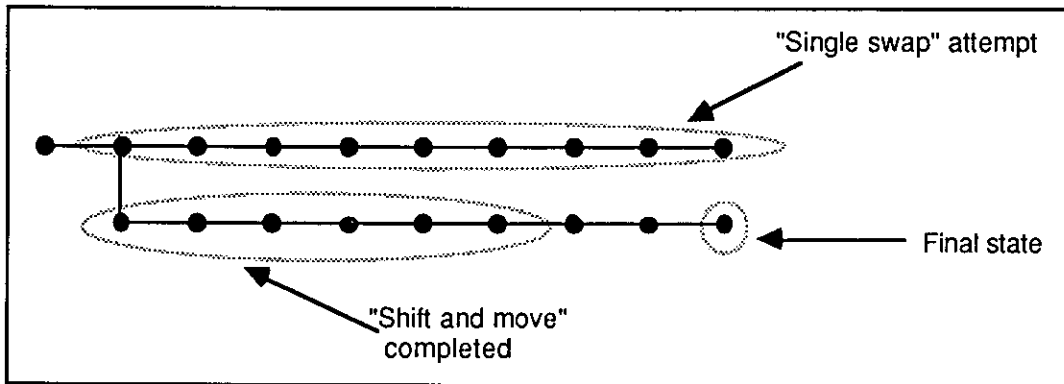 "Single swap" attempt
Final state
"Shift and move"
completed